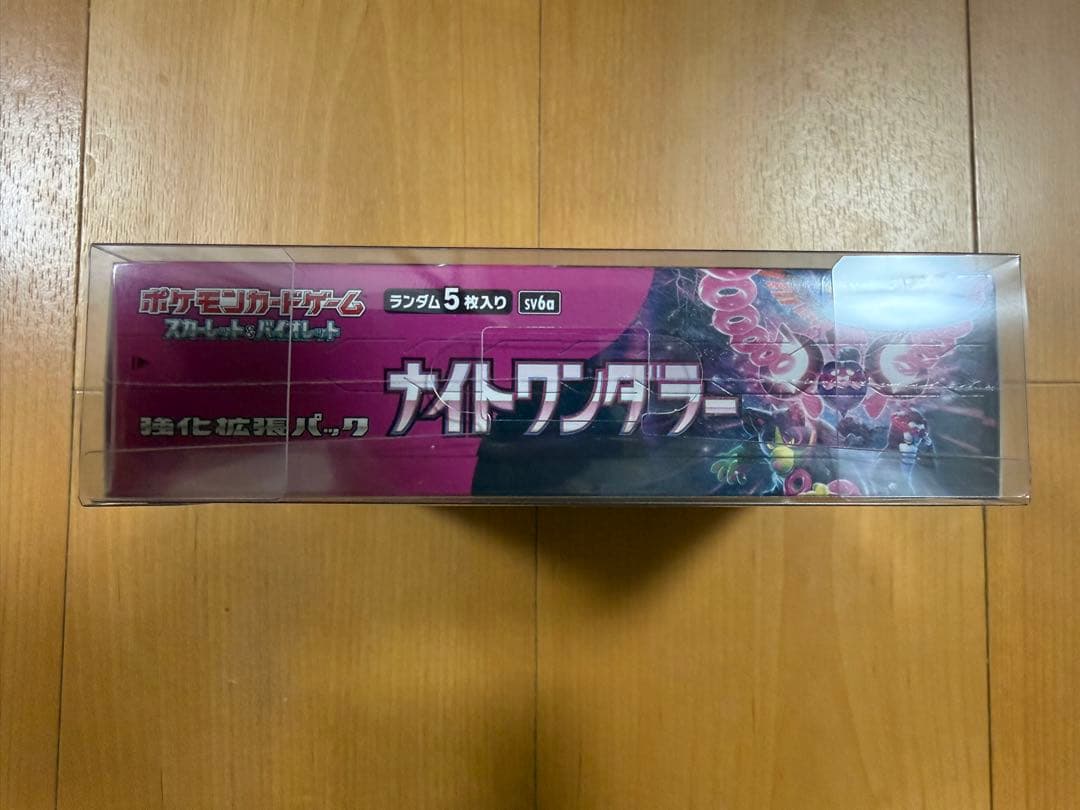 ポケモンカードゲーム
スカーレット&バイオレット
ランダム5枚入り
sv6a
ナイトワンダラー
強化拡張パック